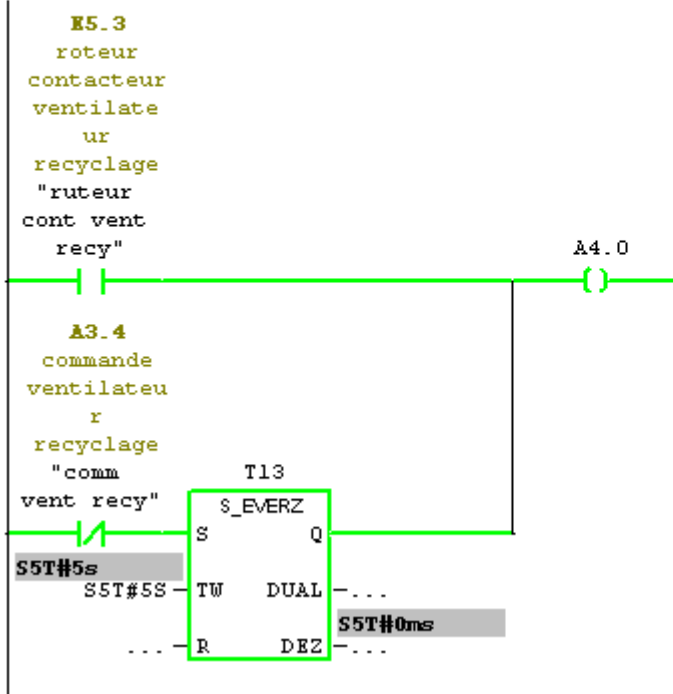 E5.3
roteur
contacteur
ventilate
ur
recyclage
"ruteur
cont vent
recy"
A4.0
A3.4
commande
ventilateu
r
recyclage
"comm
vent recy"
T13
S_EVERZ
S Q
S5T#5s
S5T#5S TW DUAL ...
S5T#0ms
... R DEZ ...